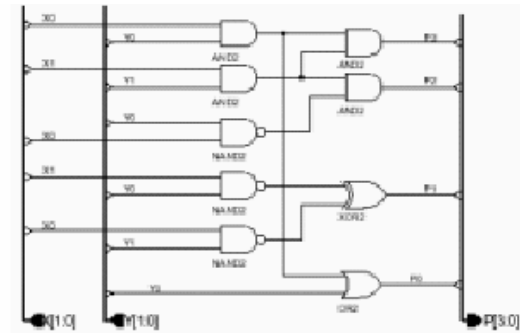 X0
Y0
AND2
AND2
P3
X1
Y1
AND2
AND2
P2
Y0
X0
NAND2
X1
Y0
NAND2
XOR2
P1
X0
Y1
NAND2
Y0
OR2
P0
X[1:0]
Y[1:0]
P[3:0]